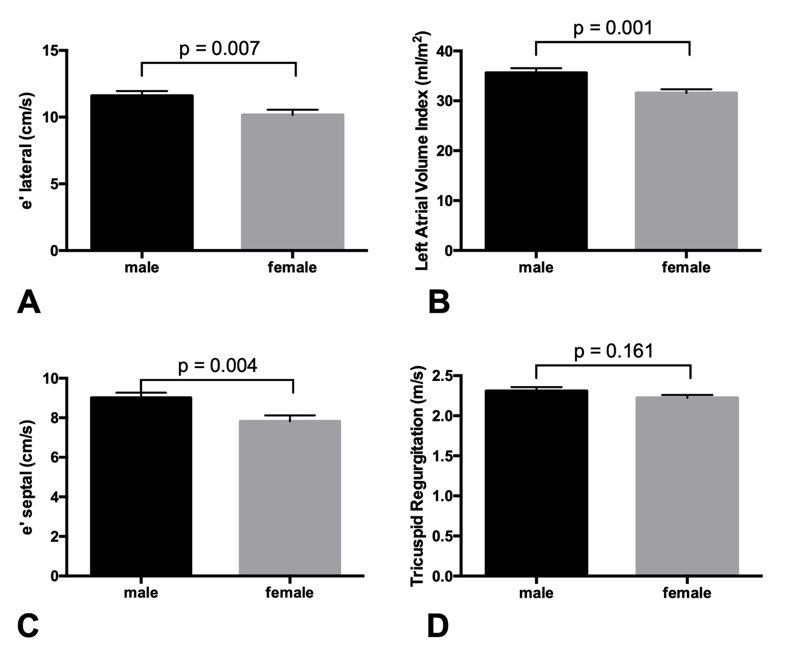 p = 0.007
15
10
5
0
e' lateral (cm/s)
male
female
A
p = 0.001
40
30
20
10
0
Left Atrial Volume Index (ml/m²)
male
female
B
p = 0.004
10
8
6
4
2
0
e' septal (cm/s)
male
female
C
p = 0.161
2.5
2.0
1.5
1.0
0.5
0.0
Tricuspid Regurgitation (m/s)
male
female
D